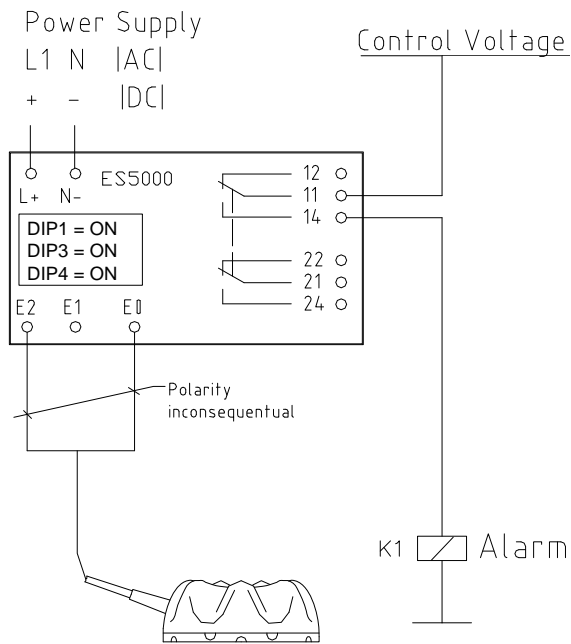 Power Supply
L1 N |AC|
+ - |DC|
Control Voltage
L+ N- ES5000
DIP1 = ON
DIP3 = ON
DIP4 = ON
E2 E1 E0
12
11
14
22
21
24
Polarity
inconsequentual
K1 Alarm